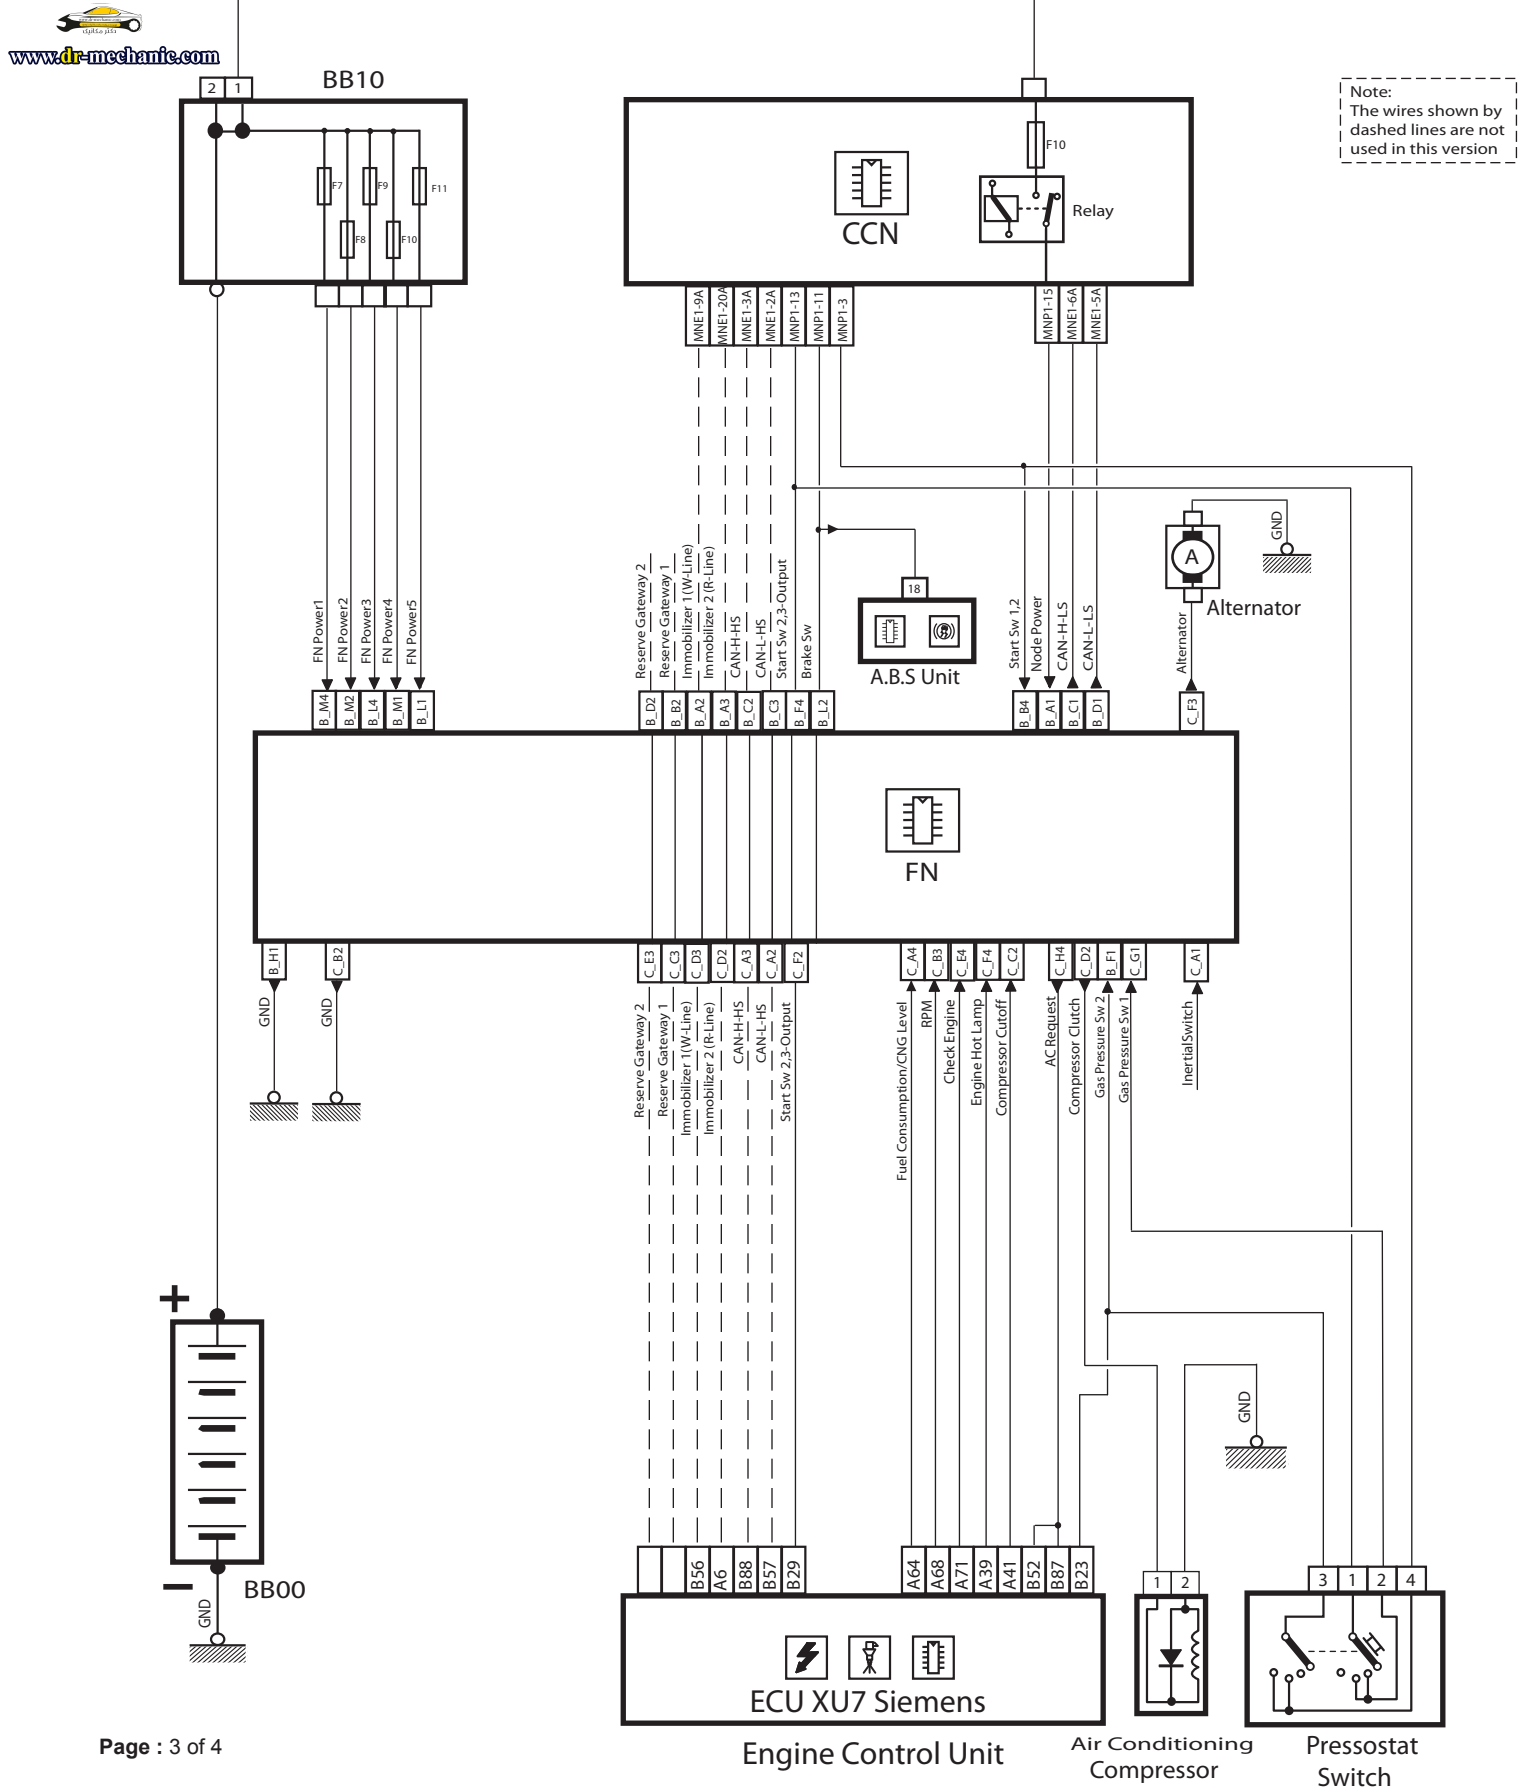 دکتر مکانیک
www.dr-mechanic.com
BB10
2 1
F7
F8
F9
F10
F11
CCN
F10
Relay
Note:
The wires shown by
dashed lines are not
used in this version
MNE1-9A
MNE1-20A
MNE1-3A
MNE1-2A
MNP1-13
MNP1-11
MNP1-3
MNP1-15
MNE1-6A
MNE1-5A
FN Power1
FN Power2
FN Power3
FN Power4
FN Power5
Reserve Gateway 2
Reserve Gateway 1
Immobilizer 1(W-Line)
Immobilizer 2 (R-Line)
CAN-H-HS
CAN-L-HS
Start Sw 2,3-Output
Brake Sw
18
A.B.S Unit
Start Sw 1,2
Node Power
CAN-H-LS
CAN-L-LS
Alternator
A
GND
Alternator
B_M4
B_M2
B_L4
B_M1
B_L1
B_D2
B_B2
B_A2
B_A3
B_C2
B_C3
B_F4
B_L2
B_B4
B_A1
B_C1
B_D1
C_F3
FN
B_H1
C_B2
C_E3
C_C3
C_D3
C_D2
C_A3
C_A2
C_F2
C_A4
C_B3
C_E4
C_F4
C_C2
C_H4
C_D2
B_F1
C_G1
C_A1
GND
GND
Reserve Gateway 2
Reserve Gateway 1
Immobilizer 1(W-Line)
Immobilizer 2 (R-Line)
CAN-H-HS
CAN-L-HS
Start Sw 2,3-Output
Fuel Consumption/CNG Level
RPM
Check Engine
Engine Hot Lamp
Compressor Cutoff
AC Request
Compressor Clutch
Gas Pressure Sw 2
Gas Pressure Sw 1
InertialSwitch
+
−
BB00
GND
GND
B56
A6
B88
B57
B29
A64
A68
A71
A39
A41
B52
B87
B23
1 2
3 1 2 4
ECU XU7 Siemens
Engine Control Unit
Air Conditioning
Compressor
Pressostat
Switch
Page : 3 of 4